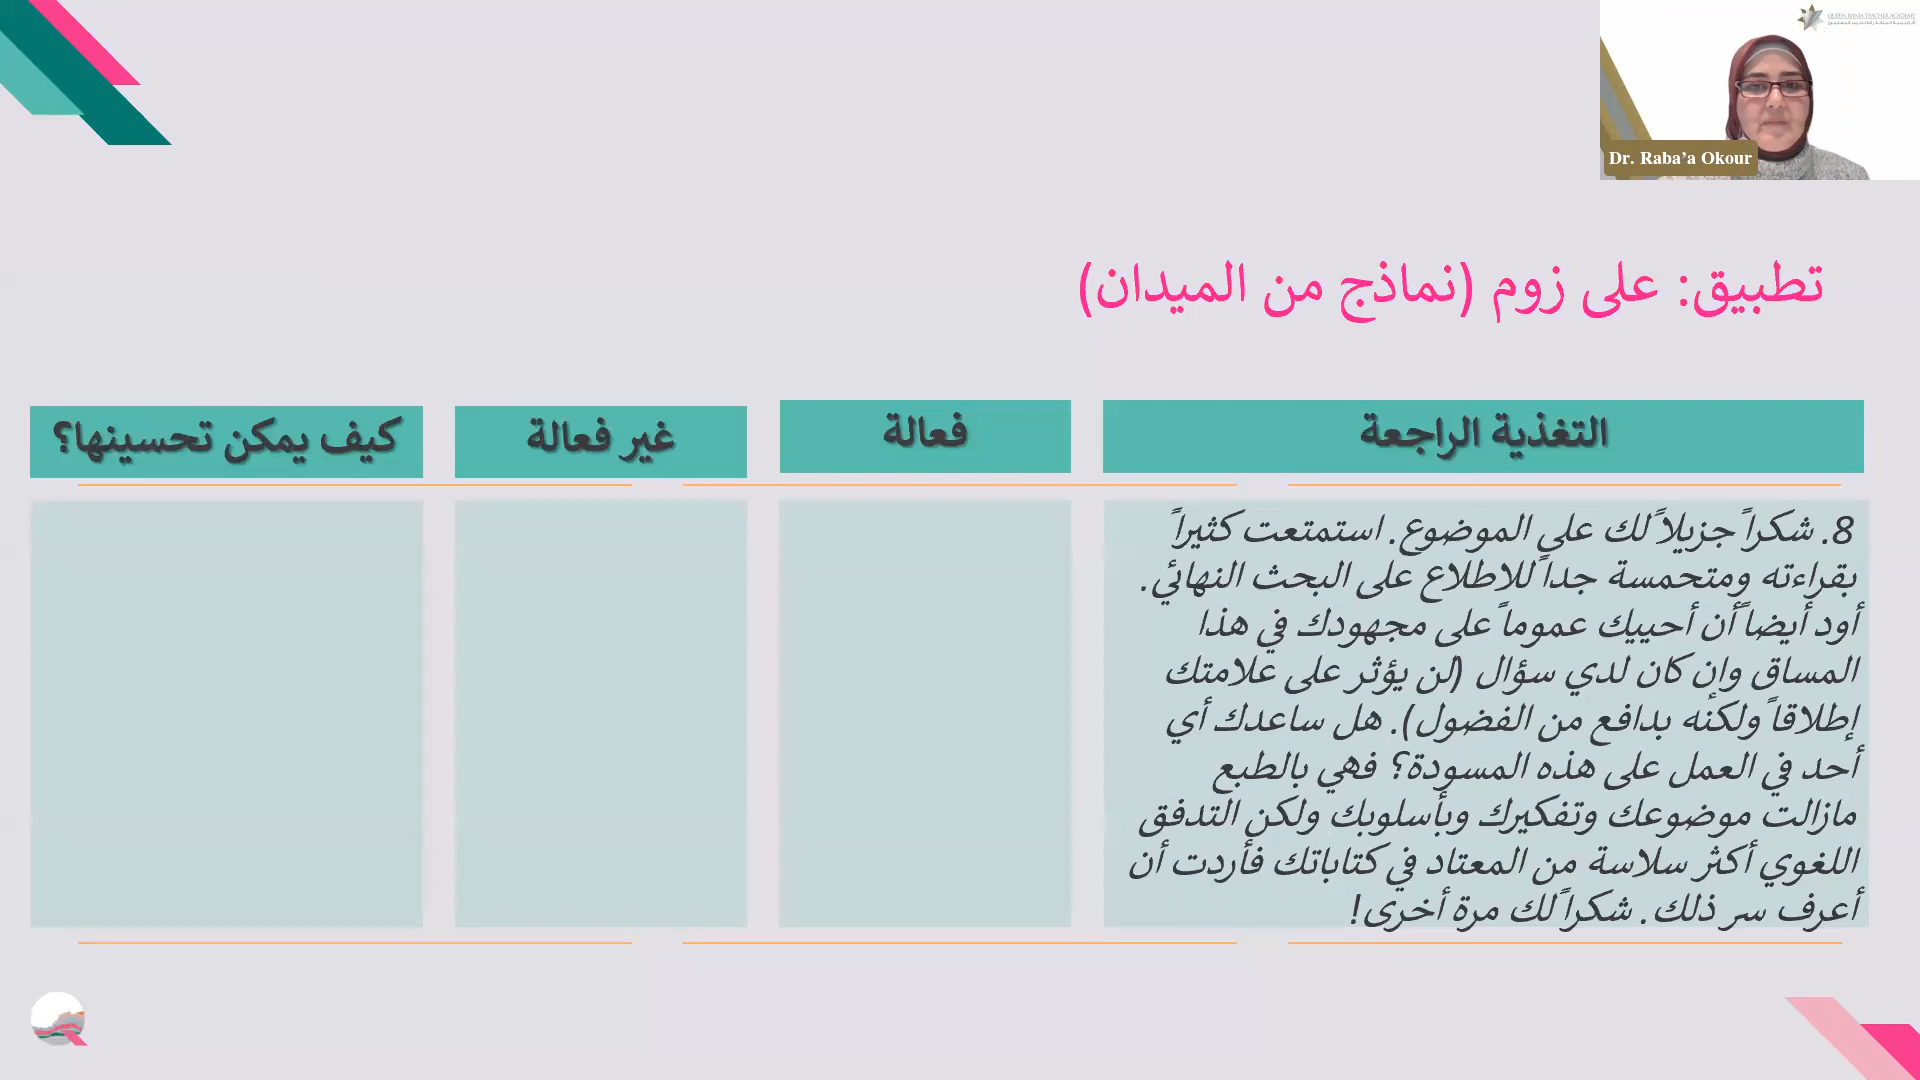 QUEEN RANIA TEACHER ACADEMY
Dr. Raba’a Okour
تطبيق: على زوم (نماذج من الميدان)
التغذية الراجعة
فعالة
غير فعالة
كيف يمكن تحسينها؟
8. شكراً جزيلاً لك على الموضوع. استمتعت كثيراً
بقراءته ومتحمسة جداً للاطلاع على البحث النهائي.
أود أيضاً أن أحييك عموماً على مجهودك في هذا
المساق وإن كان لدي سؤال (لن يؤثر على علامتك
إطلاقاً ولكنه بدافع من الفضول). هل ساعدك أي
أحد في العمل على هذه المسودة؟ فهي بالطبع
مازالت موضوعك وتفكيرك وبأسلوبك ولكن التدفق
اللغوي أكثر سلاسة من المعتاد في كتاباتك فأردت أن
أعرف سر ذلك. شكراً لك مرة أخرى!